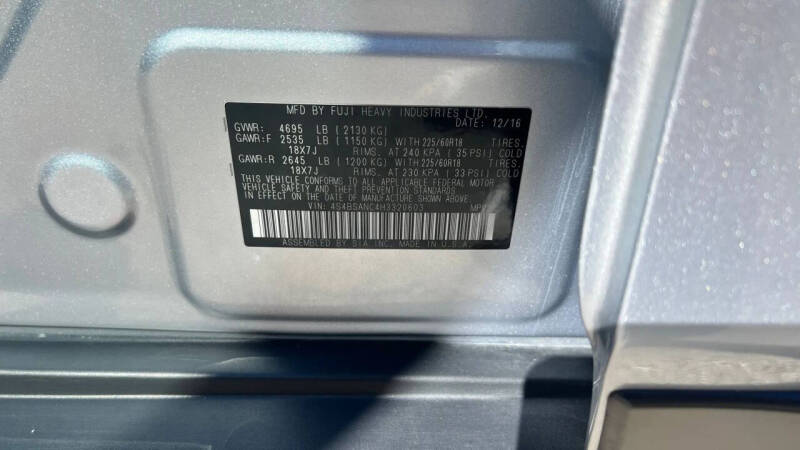 MFD BY FUJI HEAVY INDUSTRIES LTD.
DATE: 12/16
GVWR: 4695 LB (2130 KG)
GAWR:F 2535 LB (1150 KG) WITH 225/60R18 TIRES.
18X7J RIMS. AT 240 KPA (35 PSI) COLD
GAWR:R 2645 LB (1200 KG) WITH 225/60R18 TIRES.
18X7J RIMS. AT 230 KPA (33 PSI) COLD
THIS VEHICLE CONFORMS TO ALL APPLICABLE FEDERAL MOTOR
VEHICLE SAFETY AND THEFT PREVENTION STANDARDS
IN EFFECT ON THE DATE OF MANUFACTURE SHOWN ABOVE
VIN: 4S4BSANC4H3320603
ASSEMBLED BY SIA INC. MADE IN U.S.A.